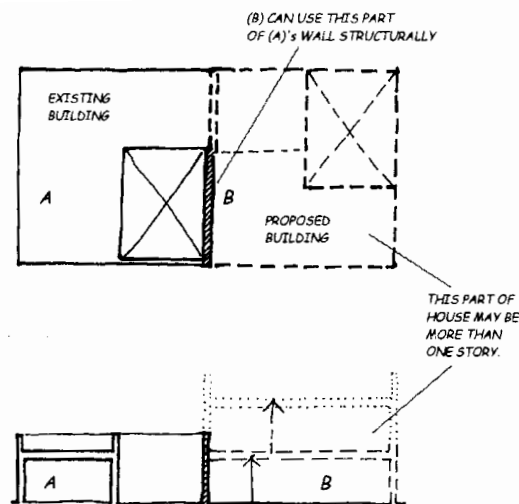 (B) CAN USE THIS PART
OF (A)'s WALL STRUCTURALLY
EXISTING
BUILDING
A
B
PROPOSED
BUILDING
THIS PART OF
HOUSE MAY BE
MORE THAN
ONE STORY.
A
B